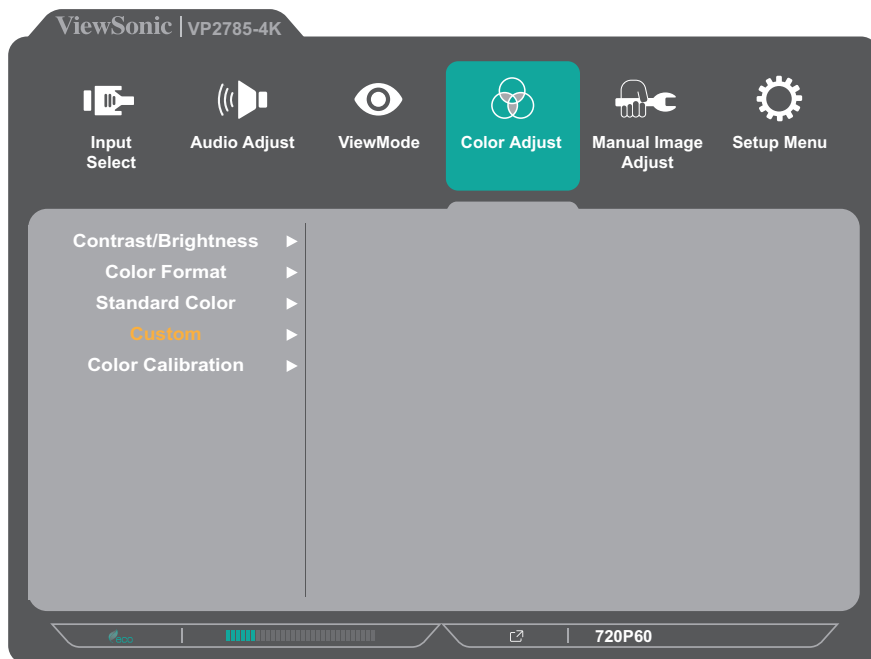 ViewSonic | VP2785-4K
Input Select
Audio Adjust
ViewMode
Color Adjust
Manual Image Adjust
Setup Menu
Contrast/Brightness
Color Format
Standard Color
Custom
Color Calibration
eco
720P60